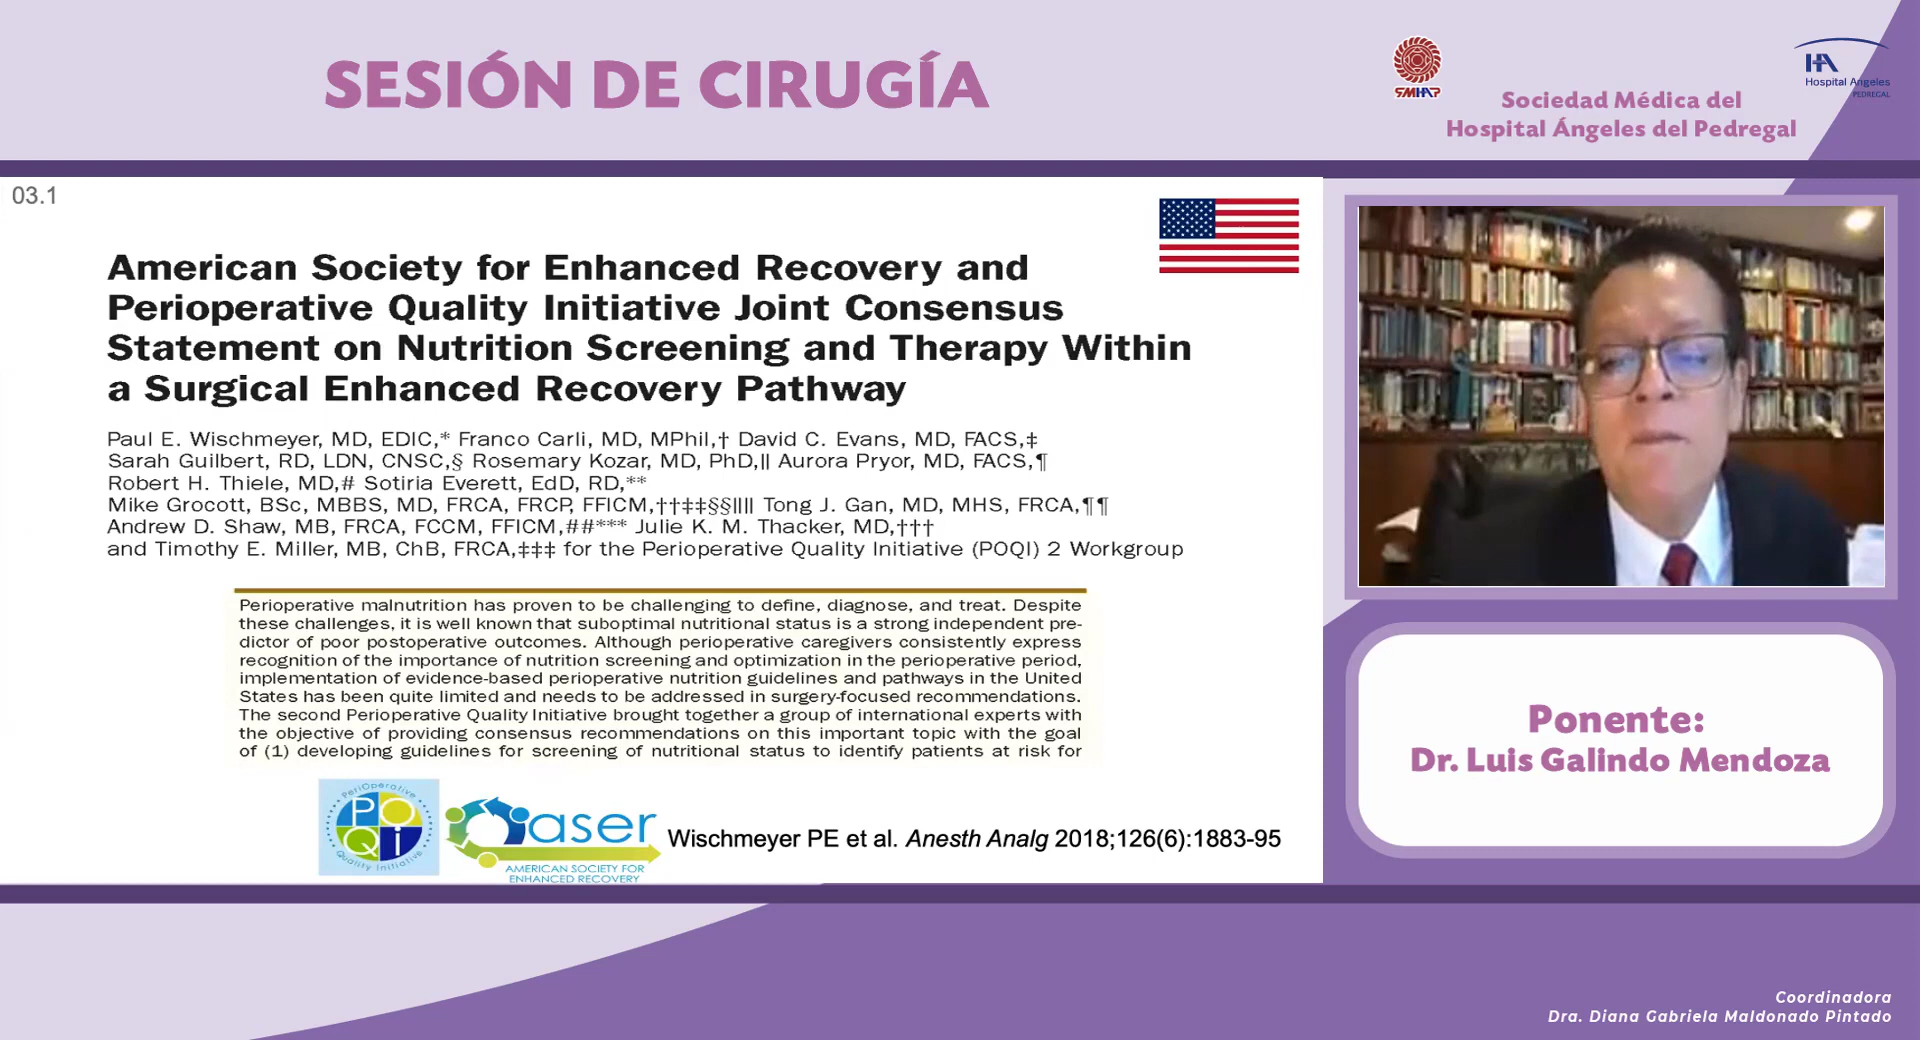 SESIÓN DE CIRUGÍA
SMHAP
Sociedad Médica del
Hospital Ángeles del Pedregal
HA
Hospital Angeles
PEDREGAL
03.1
American Society for Enhanced Recovery and
Perioperative Quality Initiative Joint Consensus
Statement on Nutrition Screening and Therapy Within
a Surgical Enhanced Recovery Pathway
Paul E. Wischmeyer, MD, EDIC,* Franco Carli, MD, MPhil,† David C. Evans, MD, FACS,‡
Sarah Guilbert, RD, LDN, CNSC,§ Rosemary Kozar, MD, PhD,|| Aurora Pryor, MD, FACS,¶
Robert H. Thiele, MD,# Sotiria Everett, EdD, RD,**
Mike Grocott, BSc, MBBS, MD, FRCA, FRCP, FFICM,††‡‡§§|||| Tong J. Gan, MD, MHS, FRCA,¶¶
Andrew D. Shaw, MB, FRCA, FCCM, FFICM,##*** Julie K. M. Thacker, MD,†††
and Timothy E. Miller, MB, ChB, FRCA,‡‡‡ for the Perioperative Quality Initiative (POQI) 2 Workgroup
Perioperative malnutrition has proven to be challenging to define, diagnose, and treat. Despite
these challenges, it is well known that suboptimal nutritional status is a strong independent pre-
dictor of poor postoperative outcomes. Although perioperative caregivers consistently express
recognition of the importance of nutrition screening and optimization in the perioperative period,
implementation of evidence-based perioperative nutrition guidelines and pathways in the United
States has been quite limited and needs to be addressed in surgery-focused recommendations.
The second Perioperative Quality Initiative brought together a group of international experts with
the objective of providing consensus recommendations on this important topic with the goal
of (1) developing guidelines for screening of nutritional status to identify patients at risk for
PeriOperative
POQi
Quality Initiative
aser
AMERICAN SOCIETY FOR
ENHANCED RECOVERY
Wischmeyer PE et al. Anesth Analg 2018;126(6):1883-95
Ponente:
Dr. Luis Galindo Mendoza
Coordinadora
Dra. Diana Gabriela Maldonado Pintado